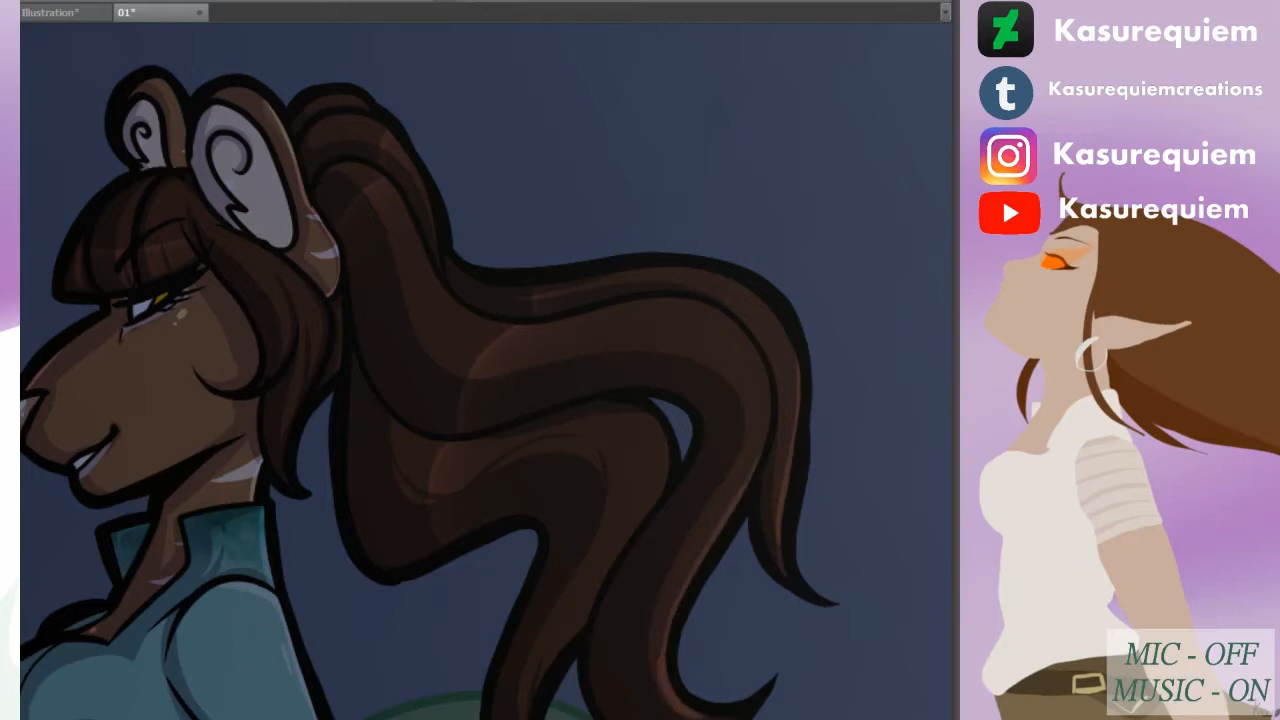 Illustration*
01*
Kasurequiem
Kasurequiemcreations
Kasurequiem
Kasurequiem
MIC - OFF
MUSIC - ON